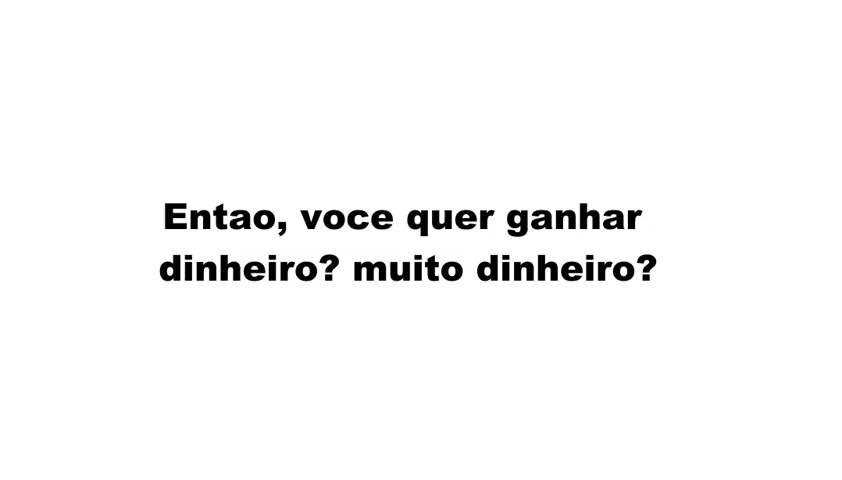 Entao, voce quer ganhar
dinheiro? muito dinheiro?